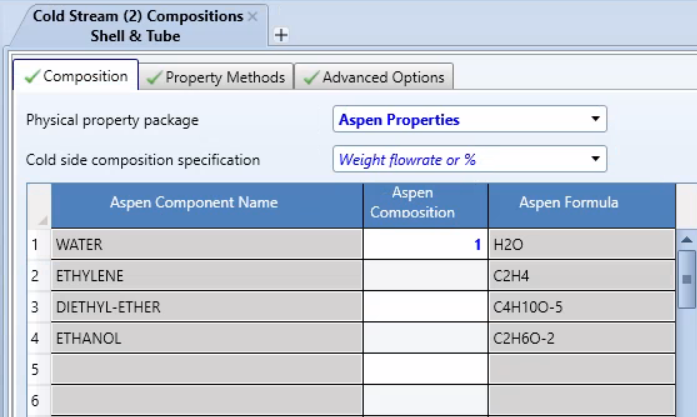 Cold Stream (2) Compositions ×
Shell & Tube
+
Composition Property Methods Advanced Options
Physical property package Aspen Properties
Cold side composition specification Weight flowrate or %
Aspen Component Name Aspen Composition Aspen Formula
1 WATER 1 H2O
2 ETHYLENE C2H4
3 DIETHYL-ETHER C4H10O-5
4 ETHANOL C2H6O-2
5
6